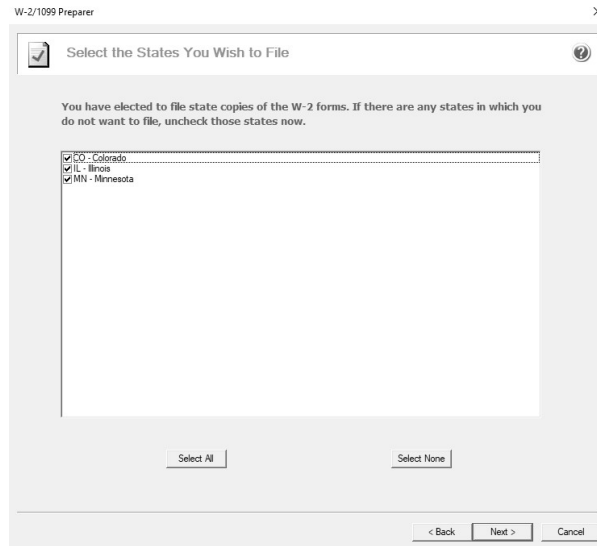 W-2/1099 Preparer
Select the States You Wish to File
You have elected to file state copies of the W-2 forms. If there are any states in which you
do not want to file, uncheck those states now.
CO - Colorado
IL - Illinois
MN - Minnesota
Select All
Select None
< Back
Next >
Cancel